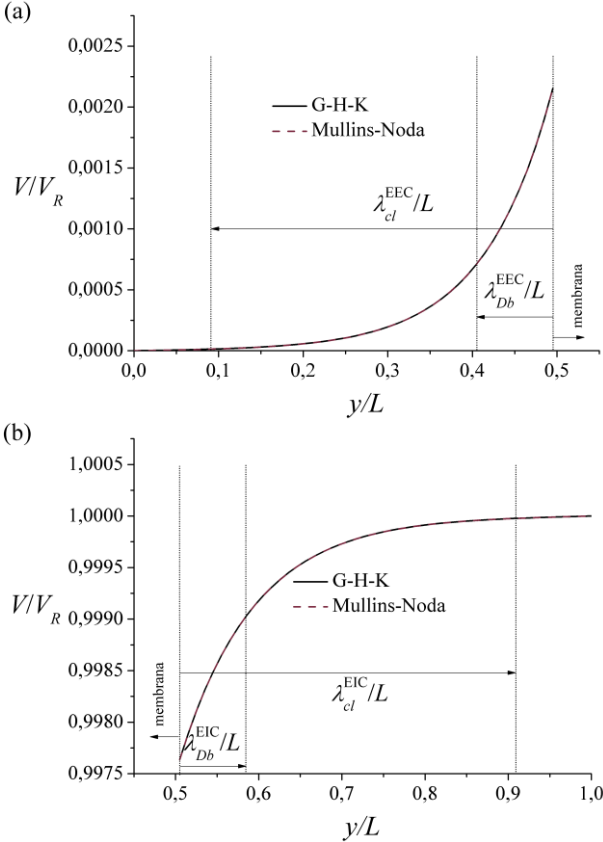 (a)
0,0025
0,0020
0,0015
0,0010
0,0005
0,0000
V/V_R
G-H-K
Mullins-Noda
λ_cl^EEC/L
λ_Db^EEC/L
membrana
0,0 0,1 0,2 0,3 0,4 0,5
y/L
(b)
1,0005
1,0000
0,9995
0,9990
0,9985
0,9980
0,9975
V/V_R
G-H-K
Mullins-Noda
λ_cl^EIC/L
membrana
λ_Db^EIC/L
0,5 0,6 0,7 0,8 0,9 1,0
y/L